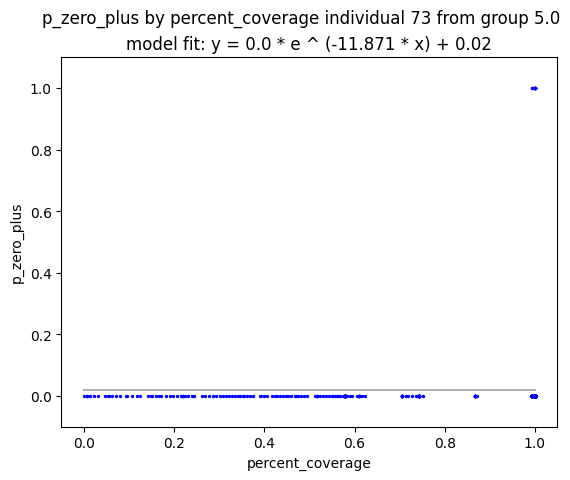 p_zero_plus by percent_coverage individual 73 from group 5.0
model fit: y = 0.0 * e ^ (-11.871 * x) + 0.02
1.0
0.8
0.6
0.4
0.2
0.0
p_zero_plus
0.0 0.2 0.4 0.6 0.8 1.0
percent_coverage